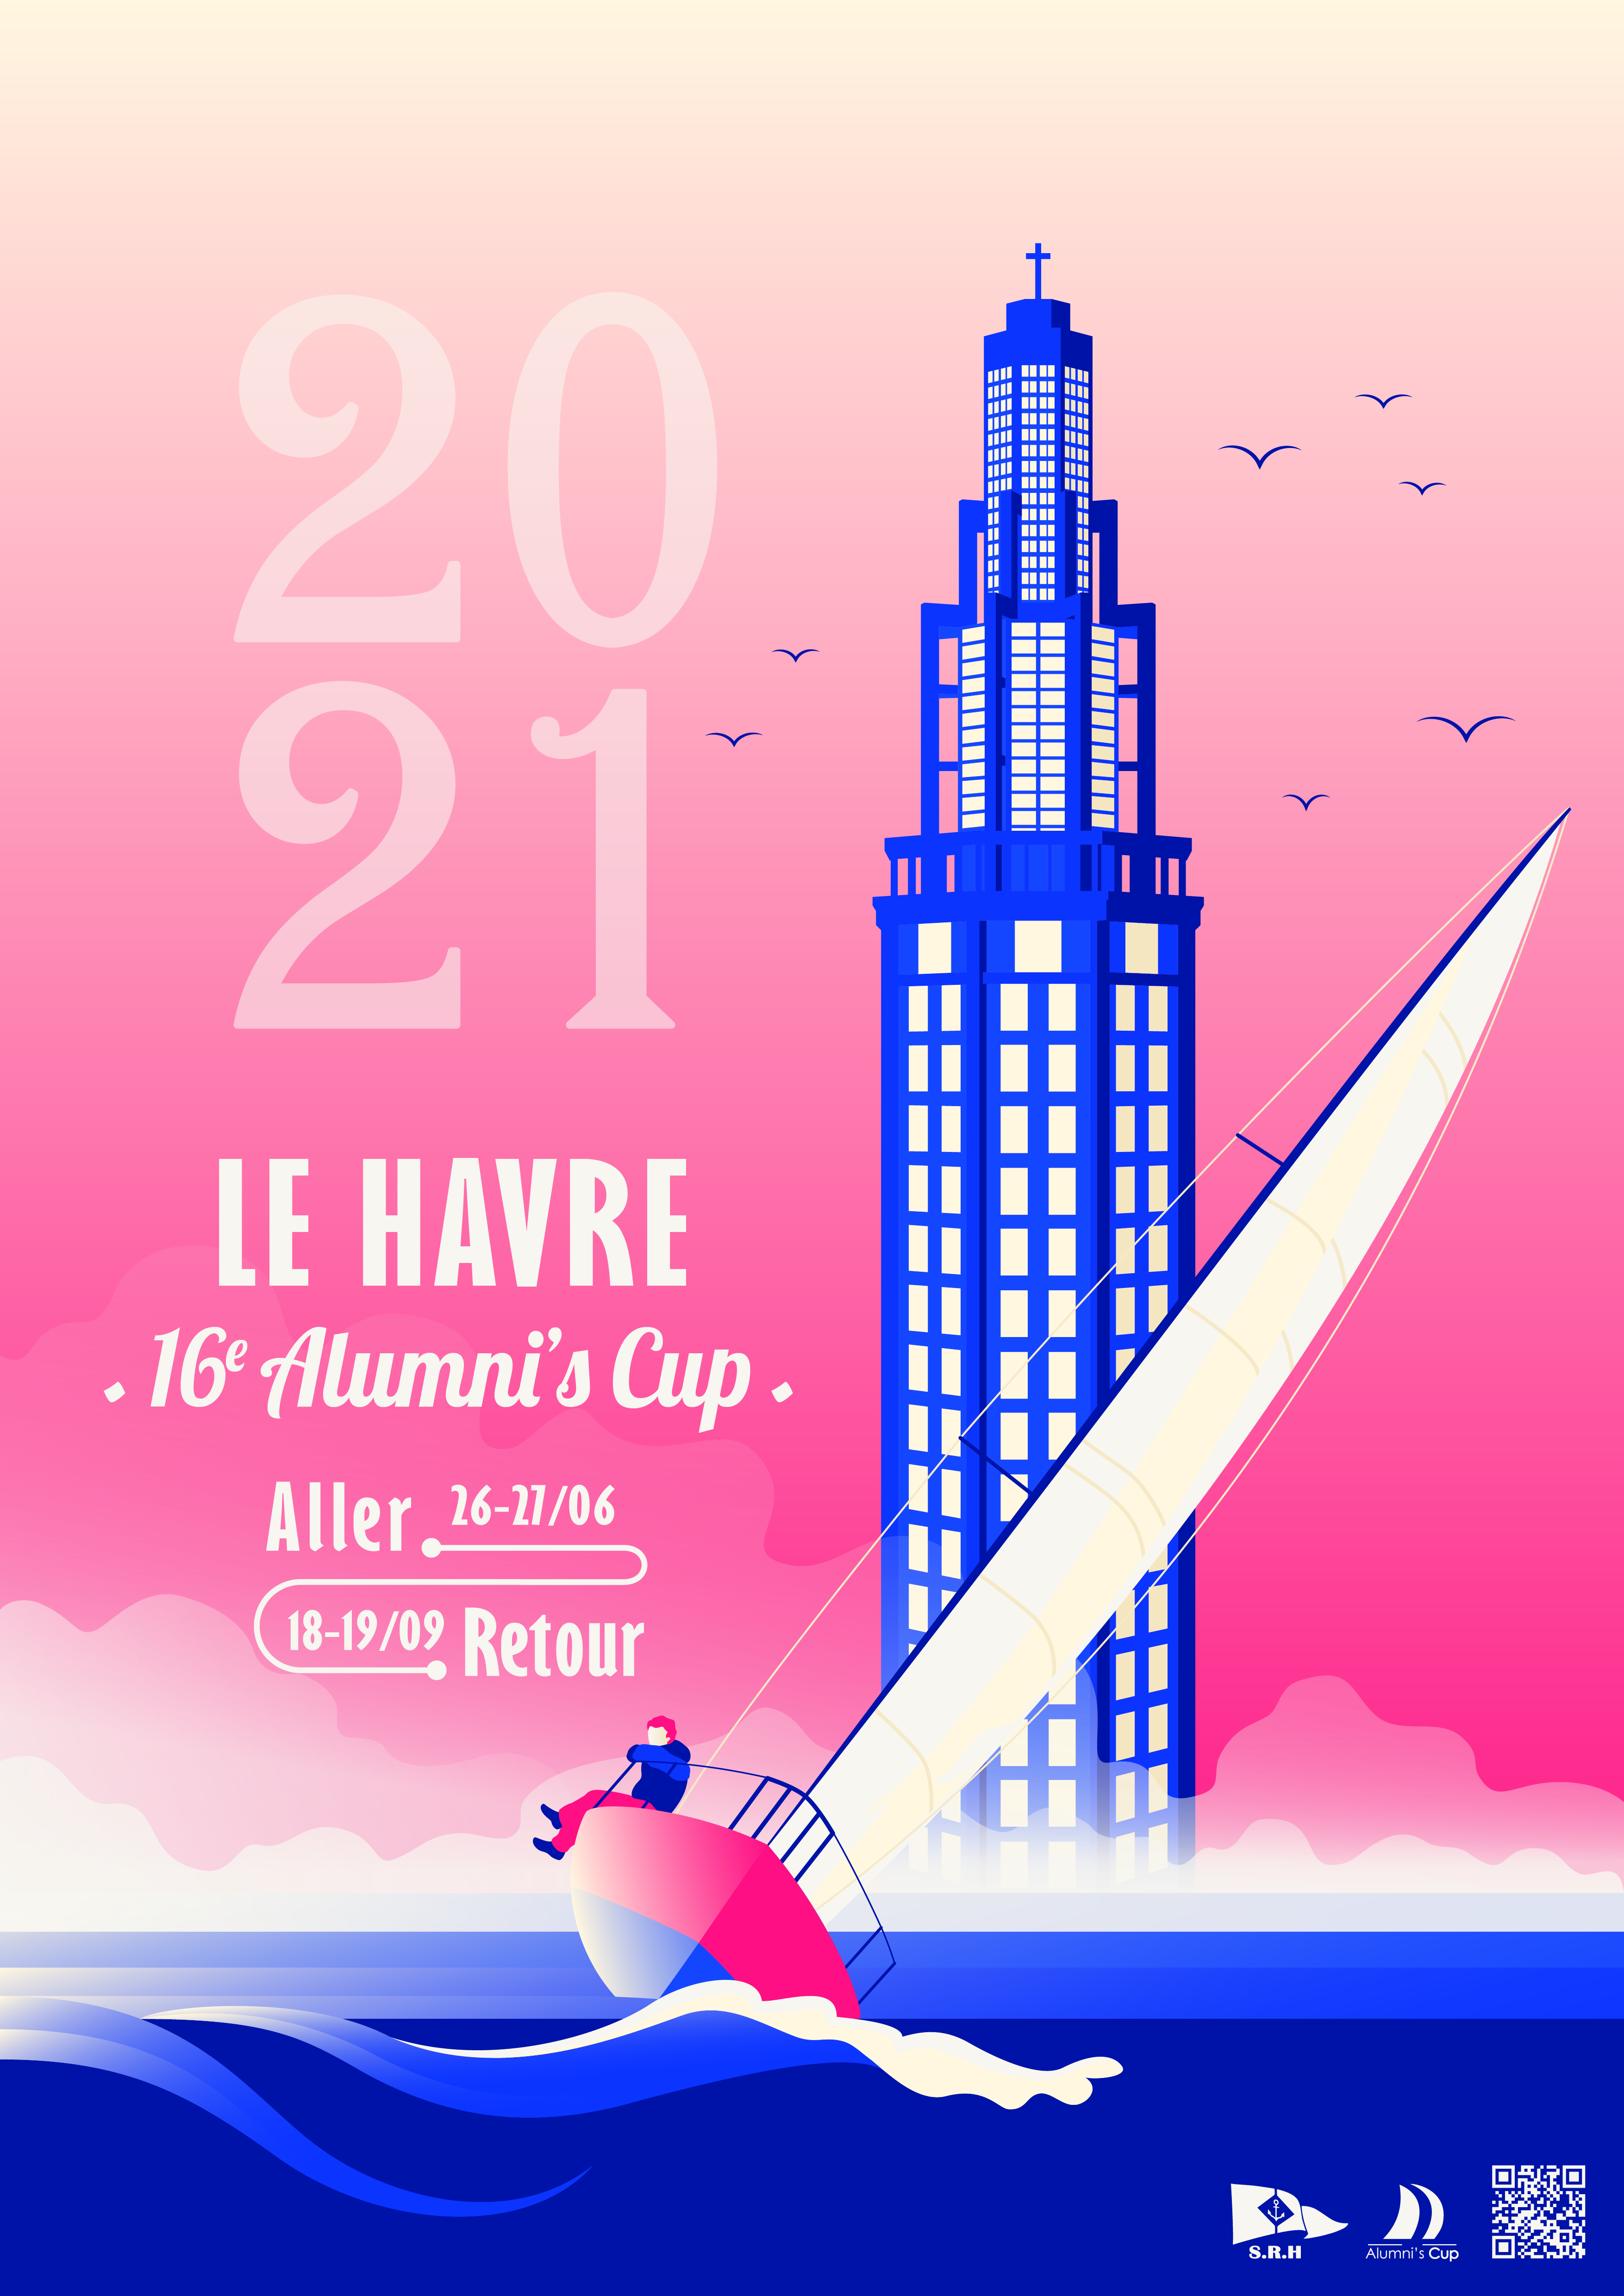 20
21
LE HAVRE
16e Alumni's Cup
Aller 26-27/06
18-19/09 Retour
S.R.H
Alumni's Cup